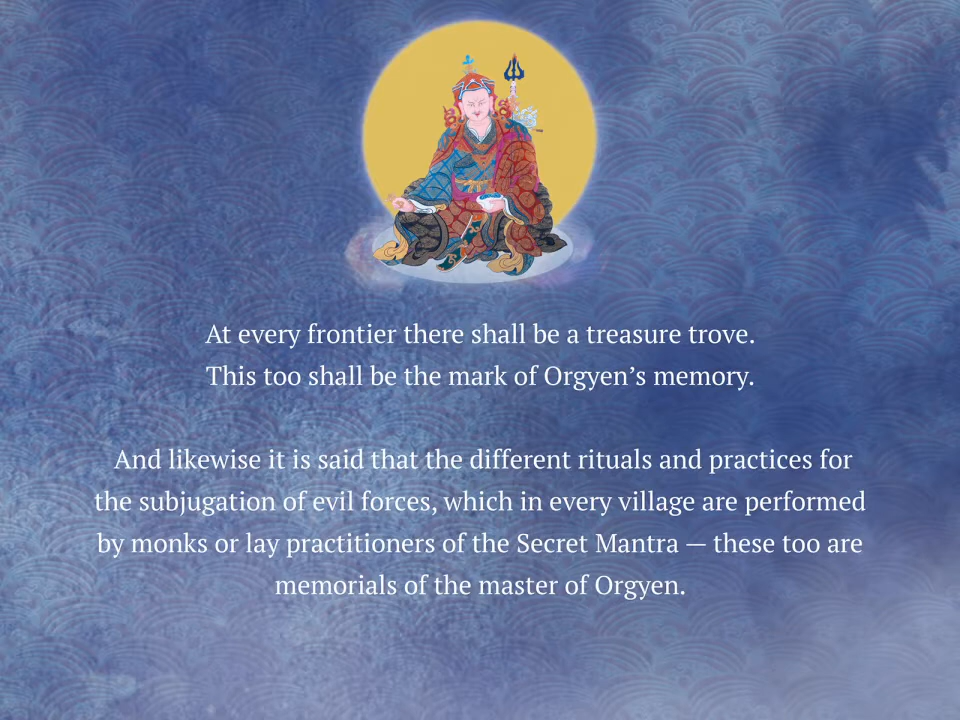 At every frontier there shall be a treasure trove.
This too shall be the mark of Orgyen’s memory.
And likewise it is said that the different rituals and practices for
the subjugation of evil forces, which in every village are performed
by monks or lay practitioners of the Secret Mantra — these too are
memorials of the master of Orgyen.